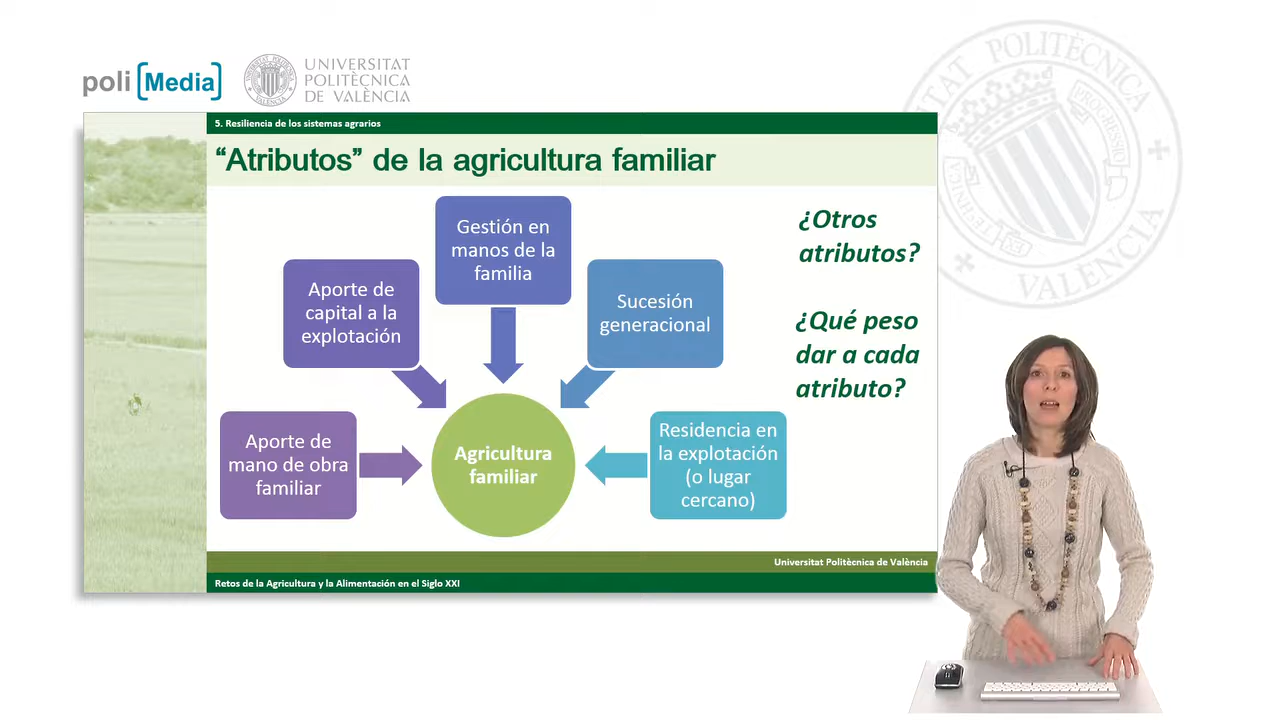 poli [Media]
UNIVERSITAT
POLITÈCNICA
DE VALÈNCIA
5. Resiliencia de los sistemas agrarios
“Atributos” de la agricultura familiar
Gestión en
manos de la
familia
Aporte de
capital a la
explotación
Sucesión
generacional
Aporte de
mano de obra
familiar
Agricultura
familiar
Residencia en
la explotación
(o lugar
cercano)
¿Otros
atributos?
¿Qué peso
dar a cada
atributo?
Universitat Politècnica de València
Retos de la Agricultura y la Alimentación en el Siglo XXI
POLITÈCNICA
VALÈNCIA